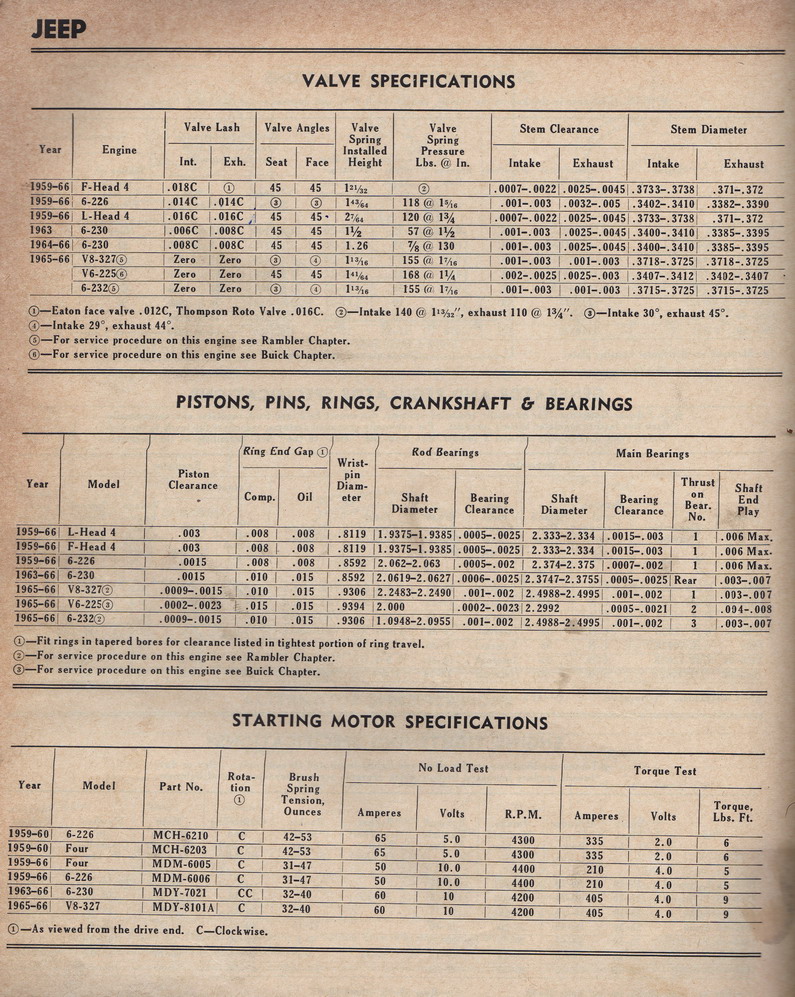 JEEP
VALVE SPECIFICATIONS
Year | Engine | Valve Lash | Valve Angles | Valve Spring Installed Height | Valve Spring Pressure Lbs. @ In. | Stem Clearance | Stem Diameter
Int. | Exh. | Seat | Face | Intake | Exhaust | Intake | Exhaust
1959–66 | F-Head 4 | .018C | ① | 45 | 45 | 1²¹⁄₃₂ | ② | .0007–.0022 | .0025–.0045 | .3733–.3738 | .371–.372
1959–66 | 6-226 | .014C | .014C | ③ | ③ | 1⁴³⁄₆₄ | 118 @ 1⁵⁄₁₆ | .001–.003 | .0032–.005 | .3402–.3410 | .3382–.3390
1959–66 | L-Head 4 | .016C | .016C | 45 | 45 | 2⁷⁄₆₄ | 120 @ 1¾ | .0007–.0022 | .0025–.0045 | .3733–.3738 | .371–.372
1963 | 6-230 | .006C | .008C | 45 | 45 | 1½ | 57 @ 1½ | .001–.003 | .0025–.0045 | .3400–.3410 | .3385–.3395
1964–66 | 6-230 | .008C | .008C | 45 | 45 | 1.26 | ⅞ @ 130 | .001–.003 | .0025–.0045 | .3400–.3410 | .3385–.3395
1965–66 | V8-327⑤ | Zero | Zero | ③ | ④ | 1¹³⁄₁₆ | 155 @ 1⁷⁄₁₆ | .001–.003 | .001–.003 | .3718–.3725 | .3718–.3725
V6-225⑥ | Zero | Zero | 45 | 45 | 1⁴¹⁄₆₄ | 168 @ 1¼ | .002–.0025 | .0025–.003 | .3407–.3412 | .3402–.3407
6-232⑤ | Zero | Zero | ③ | ④ | 1¹³⁄₁₆ | 155 @ 1⁷⁄₁₆ | .001–.003 | .001–.003 | .3715–.3725 | .3715–.3725
①—Eaton face valve .012C, Thompson Roto Valve .016C. ②—Intake 140 @ 1¹³⁄₃₂″, exhaust 110 @ 1¾″. ③—Intake 30°, exhaust 45°.
④—Intake 29°, exhaust 44°.
⑤—For service procedure on this engine see Rambler Chapter.
⑥—For service procedure on this engine see Buick Chapter.
PISTONS, PINS, RINGS, CRANKSHAFT & BEARINGS
Year | Model | Piston Clearance | Ring End Gap ① | Wrist-pin Diam-eter | Rod Bearings | Main Bearings
Comp. | Oil | Shaft Diameter | Bearing Clearance | Shaft Diameter | Bearing Clearance | Thrust on Bear. No. | Shaft End Play
1959–66 | L-Head 4 | .003 | .008 | .008 | .8119 | 1.9375–1.9385 | .0005–.0025 | 2.333–2.334 | .0015–.003 | 1 | .006 Max.
1959–66 | F-Head 4 | .003 | .008 | .008 | .8119 | 1.9375–1.9385 | .0005–.0025 | 2.333–2.334 | .0015–.003 | 1 | .006 Max.
1959–66 | 6-226 | .0015 | .008 | .008 | .8592 | 2.062–2.063 | .0005–.002 | 2.374–2.375 | .0007–.002 | 1 | .006 Max.
1963–66 | 6-230 | .0015 | .010 | .015 | .8592 | 2.0619–2.0627 | .0006–.0025 | 2.3747–2.3755 | .0005–.0025 | Rear | .003–.007
1965–66 | V8-327② | .0009–.0015 | .010 | .015 | .9306 | 2.2483–2.2490 | .001–.002 | 2.4988–2.4995 | .001–.002 | 1 | .003–.007
1965–66 | V6-225③ | .0002–.0023 | .015 | .015 | .9394 | 2.000 | .0002–.0023 | 2.2992 | .0005–.0021 | 2 | .094–.008
1965–66 | 6-232② | .0009–.0015 | .010 | .015 | .9306 | 1.0948–2.0955 | .001–.002 | 2.4988–2.4995 | .001–.002 | 3 | .003–.007
①—Fit rings in tapered bores for clearance listed in tightest portion of ring travel.
②—For service procedure on this engine see Rambler Chapter.
③—For service procedure on this engine see Buick Chapter.
STARTING MOTOR SPECIFICATIONS
Year | Model | Part No. | Rota-tion ① | Brush Spring Tension, Ounces | No Load Test | Torque Test
Amperes | Volts | R.P.M. | Amperes | Volts | Torque, Lbs. Ft.
1959–60 | 6-226 | MCH-6210 | C | 42–53 | 65 | 5.0 | 4300 | 335 | 2.0 | 6
1959–60 | Four | MCH-6203 | C | 42–53 | 65 | 5.0 | 4300 | 335 | 2.0 | 6
1959–66 | Four | MDM-6005 | C | 31–47 | 50 | 10.0 | 4400 | 210 | 4.0 | 5
1959–66 | 6-226 | MDM-6006 | C | 31–47 | 50 | 10.0 | 4400 | 210 | 4.0 | 5
1963–66 | 6-230 | MDY-7021 | CC | 32–40 | 60 | 10 | 4200 | 405 | 4.0 | 9
1965–66 | V8-327 | MDY-8101A | C | 32–40 | 60 | 10 | 4200 | 405 | 4.0 | 9
①—As viewed from the drive end. C—Clockwise.